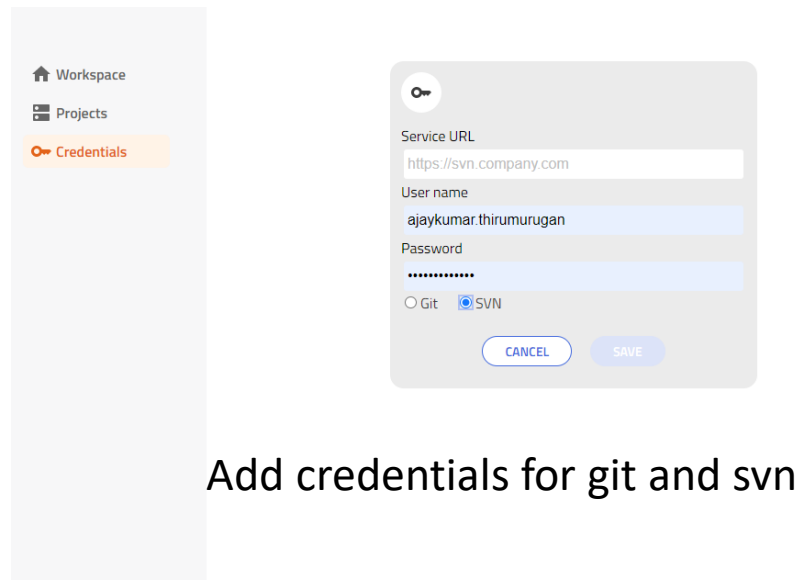 Workspace
Projects
Credentials
Service URL
https://svn.company.com
User name
ajaykumar.thirumurugan
Password
•••••••••••••
Git SVN
CANCEL SAVE
Add credentials for git and svn